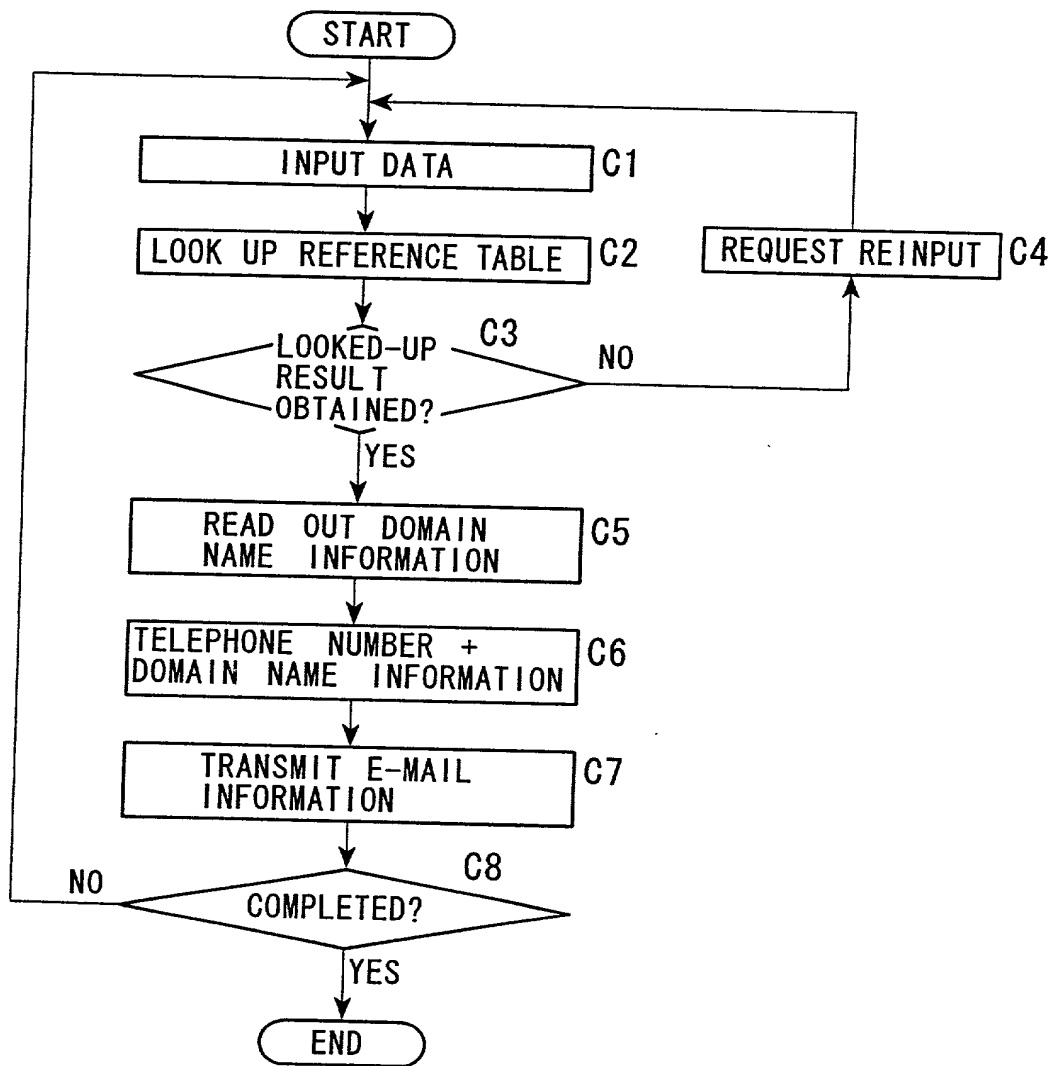 START
INPUT DATA
C1
LOOK UP REFERENCE TABLE
C2
REQUEST REINPUT
C4
C3
LOOKED-UP
RESULT
OBTAINED?
NO
YES
READ OUT DOMAIN
NAME INFORMATION
C5
TELEPHONE NUMBER +
DOMAIN NAME INFORMATION
C6
TRANSMIT E-MAIL
INFORMATION
C7
C8
NO
COMPLETED?
YES
END